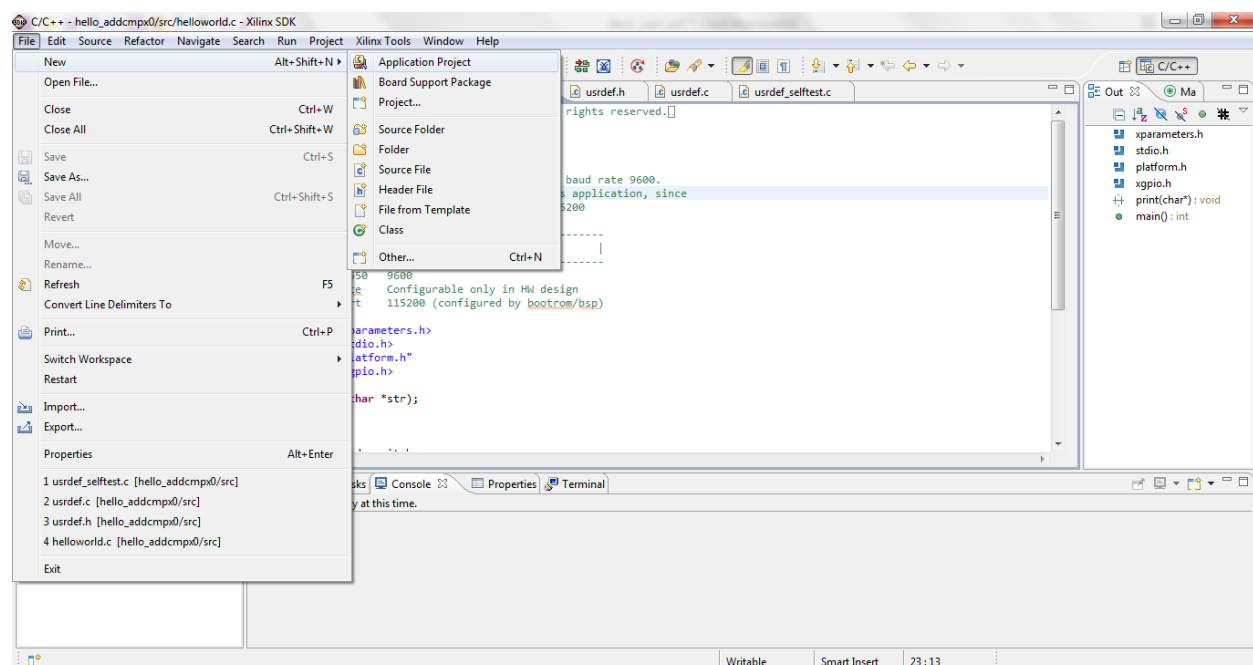 C/C++ - hello_addcmpx0/src/helloworld.c - Xilinx SDK
File Edit Source Refactor Navigate Search Run Project Xilinx Tools Window Help
New Alt+Shift+N
Open File...
Close Ctrl+W
Close All Ctrl+Shift+W
Save Ctrl+S
Save As...
Save All Ctrl+Shift+S
Revert
Move...
Rename...
Refresh F5
Convert Line Delimiters To
Print... Ctrl+P
Switch Workspace
Restart
Import...
Export...
Properties Alt+Enter
1 usrdef_selftest.c [hello_addcmpx0/src]
2 usrdef.c [hello_addcmpx0/src]
3 usrdef.h [hello_addcmpx0/src]
4 helloworld.c [hello_addcmpx0/src]
Exit
Application Project
Board Support Package
Project...
Source Folder
Folder
Source File
Header File
File from Template
Class
Other... Ctrl+N
C/C++
usrdef.h usrdef.c usrdef_selftest.c
rights reserved.
baud rate 9600.
s application, since
5200
-------
|
-------
550 9600
Configurable only in HW design
115200 (configured by bootrom/bsp)
parameters.h>
dio.h>
latform.h"
gpio.h>
char *str);
Out Ma
xparameters.h
stdio.h
platform.h
xgpio.h
print(char*) : void
main() : int
sks Console Properties Terminal
y at this time.
Writable Smart Insert 23 : 13